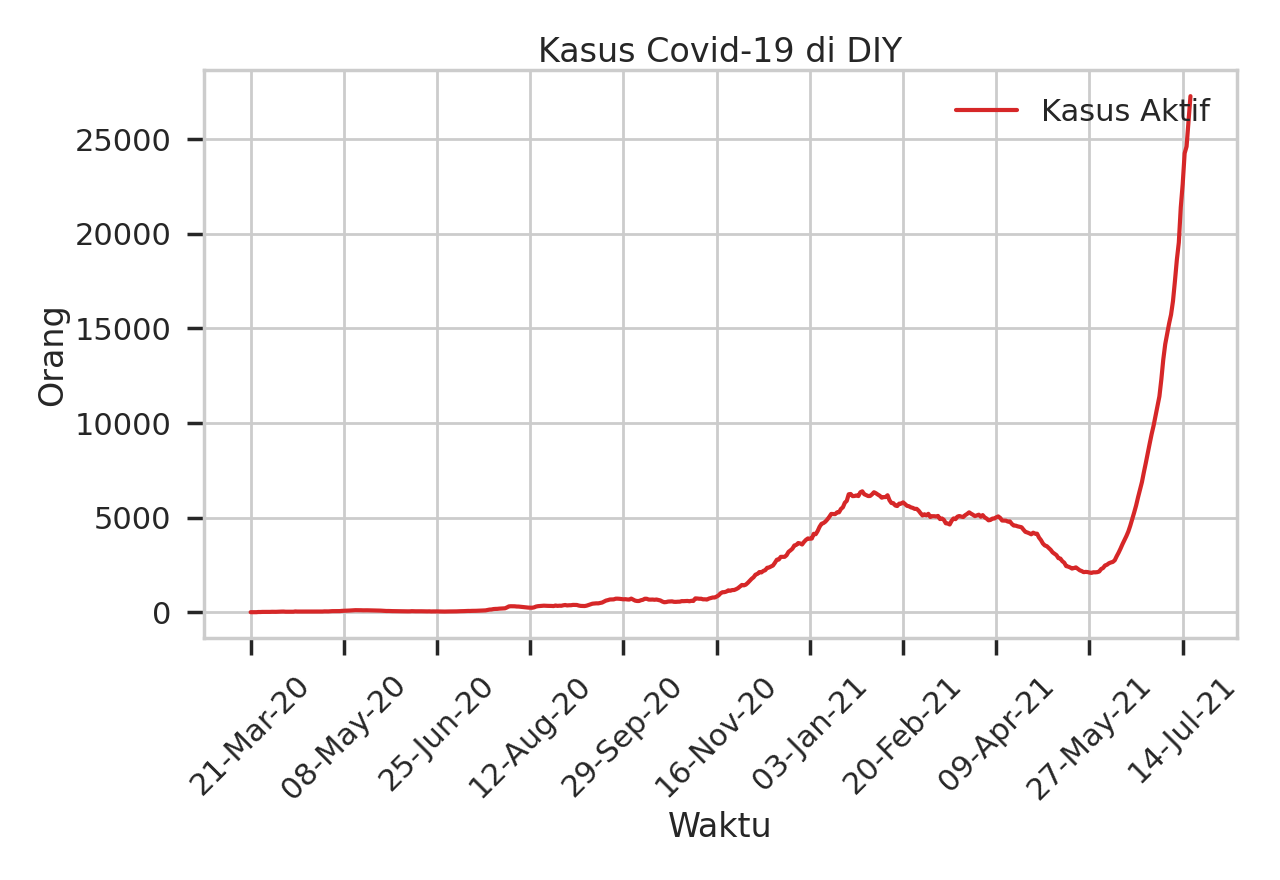 Kasus Covid-19 di DIY
Kasus Aktif
Orang
25000
20000
15000
10000
5000
0
21-Mar-20
08-May-20
25-Jun-20
12-Aug-20
29-Sep-20
16-Nov-20
03-Jan-21
20-Feb-21
09-Apr-21
27-May-21
14-Jul-21
Waktu